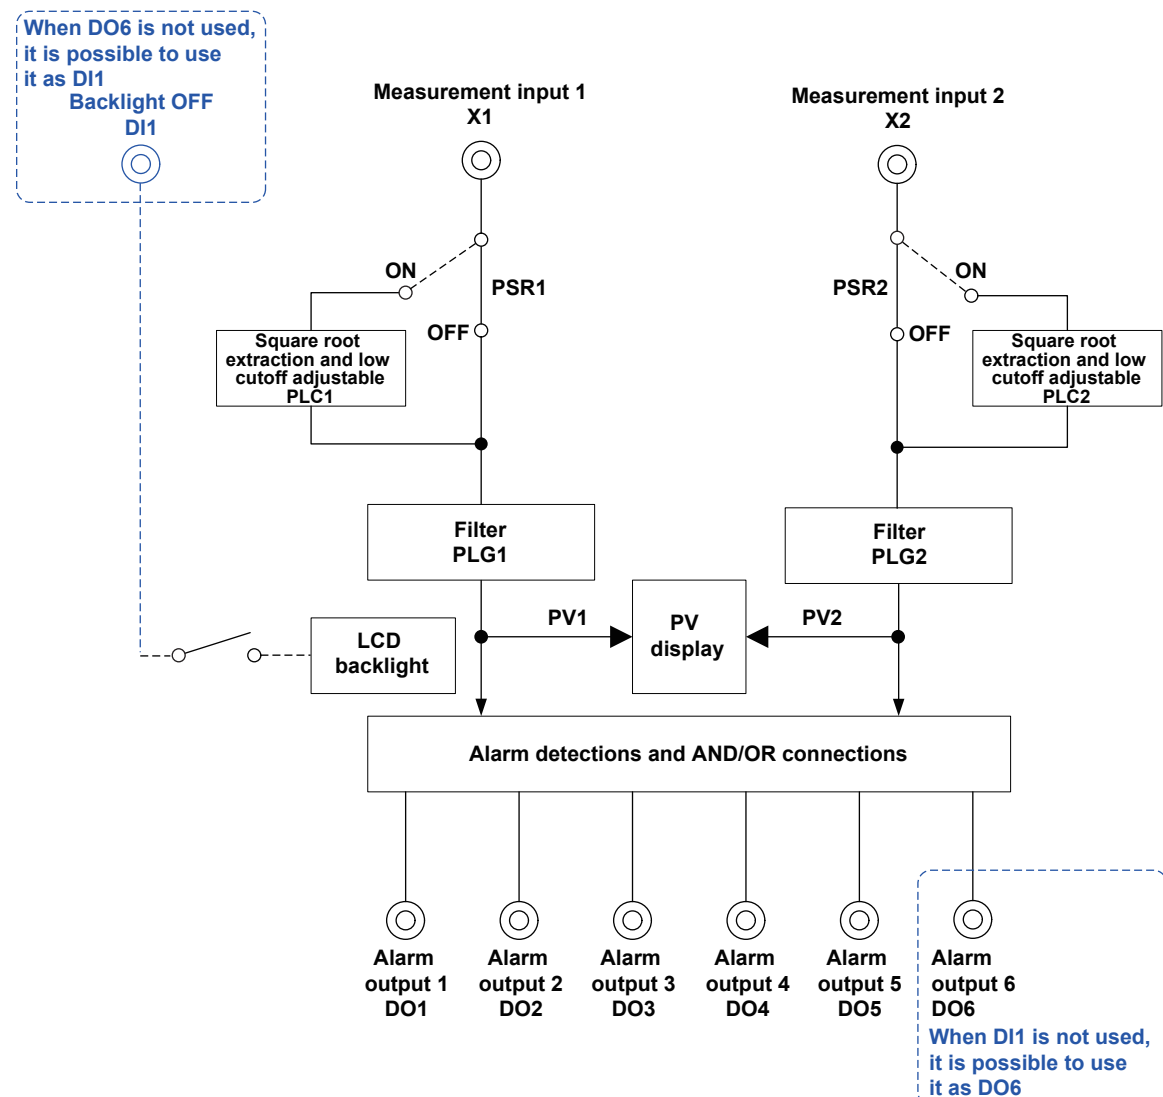 When DO6 is not used,
it is possible to use
it as DI1
Backlight OFF
DI1
Measurement input 1
X1
Measurement input 2
X2
ON
PSR1
OFF
Square root
extraction and low
cutoff adjustable
PLC1
PSR2
ON
OFF
Square root
extraction and low
cutoff adjustable
PLC2
Filter
PLG1
Filter
PLG2
PV1
PV
display
PV2
LCD
backlight
Alarm detections and AND/OR connections
Alarm
output 1
DO1
Alarm
output 2
DO2
Alarm
output 3
DO3
Alarm
output 4
DO4
Alarm
output 5
DO5
Alarm
output 6
DO6
When DI1 is not used,
it is possible to use
it as DO6